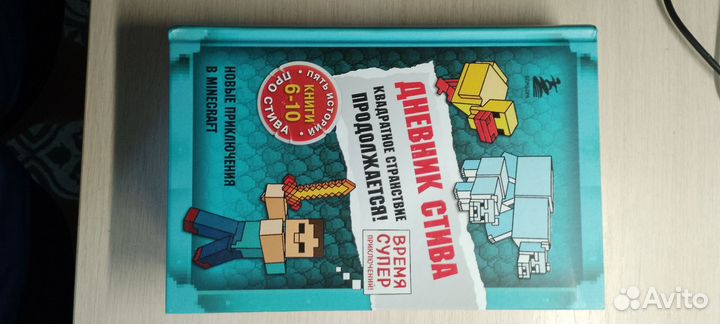 ДНЕВНИК СТИВА
КВАДРАТНОЕ СТРАНСТВИЕ
ПРОДОЛЖАЕТСЯ!
ВРЕМЯ
СУПЕР
ПРИКЛЮЧЕНИЙ!
ПЯТЬ ИСТОРИЙ
КНИГИ
6-10
ПРО СТИВА
НОВЫЕ ПРИКЛЮЧЕНИЯ
В MINECRAFT
Avito